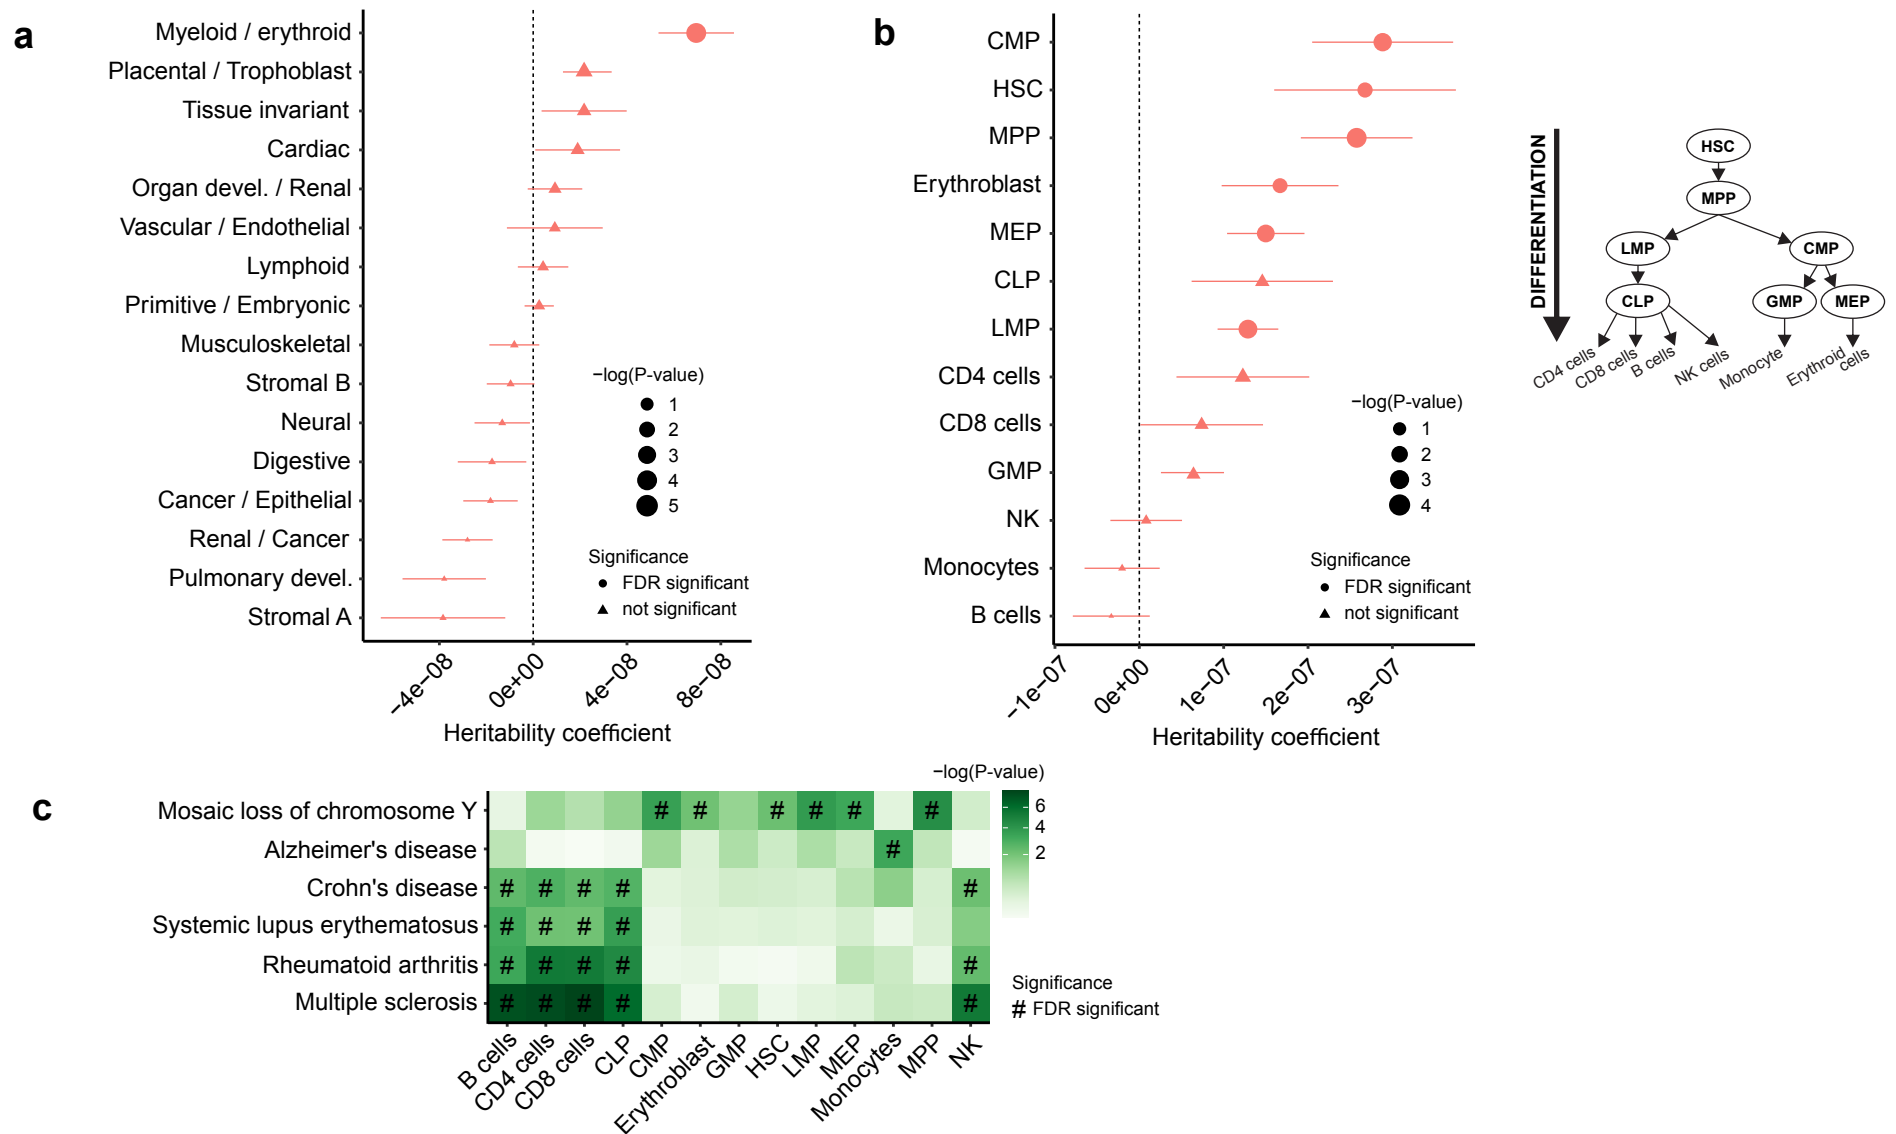 a
Myeloid / erythroid
Placental / Trophoblast
Tissue invariant
Cardiac
Organ devel. / Renal
Vascular / Endothelial
Lymphoid
Primitive / Embryonic
Musculoskeletal
Stromal B
Neural
Digestive
Cancer / Epithelial
Renal / Cancer
Pulmonary devel.
Stromal A
−log(P-value)
1
2
3
4
5
Significance
FDR significant
not significant
−4e−08
0e+00
4e−08
8e−08
Heritability coefficient
b
CMP
HSC
MPP
Erythroblast
MEP
CLP
LMP
CD4 cells
CD8 cells
GMP
NK
Monocytes
B cells
−log(P-value)
1
2
3
4
Significance
FDR significant
not significant
−1e−07
0e+00
1e−07
2e−07
3e−07
Heritability coefficient
DIFFERENTIATION
HSC
MPP
LMP
CMP
CLP
GMP
MEP
CD4 cells
CD8 cells
B cells
NK cells
Monocyte
Erythroid
cells
c
Mosaic loss of chromosome Y
Alzheimer's disease
Crohn's disease
Systemic lupus erythematosus
Rheumatoid arthritis
Multiple sclerosis
# # # # # #
#
# # # # #
# # # #
# # # # #
# # # # #
B cells
CD4 cells
CD8 cells
CLP
CMP
Erythroblast
GMP
HSC
LMP
MEP
Monocytes
MPP
NK
−log(P-value)
6
4
2
Significance
# FDR significant